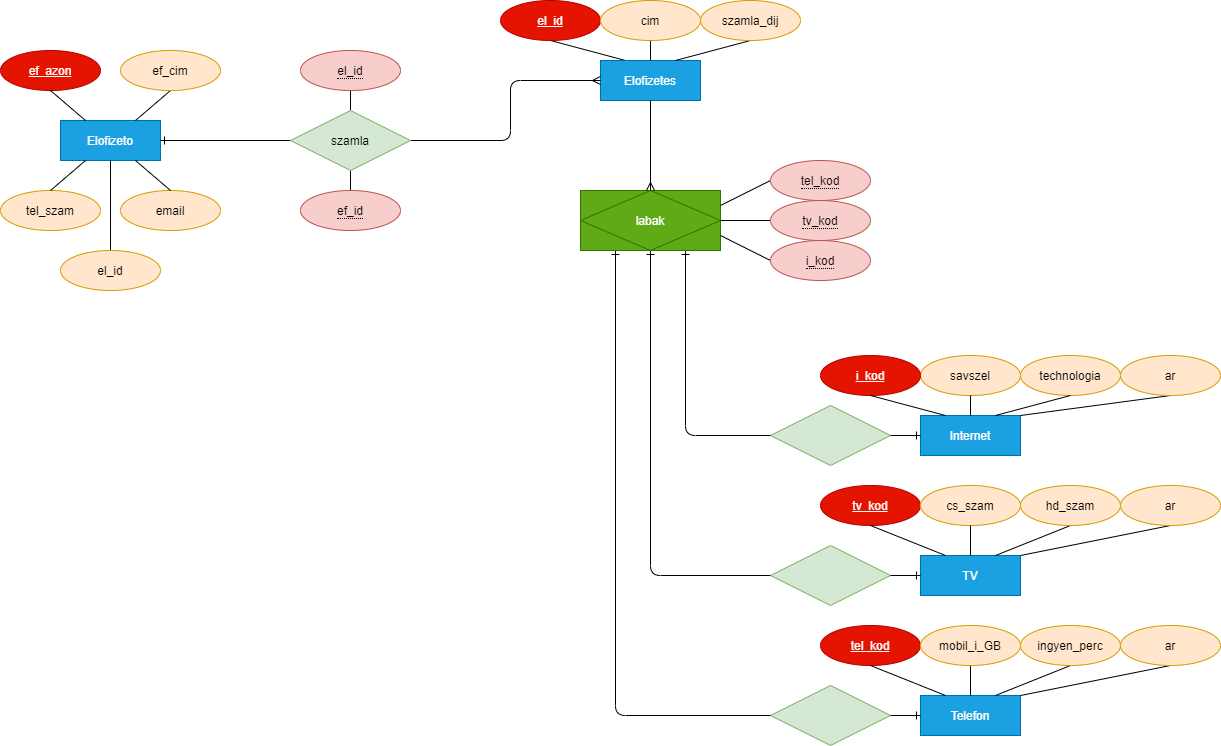 el_id
cim
szamla_dij
ef_azon
ef_cim
el_id
Elofizetes
Elofizeto
szamla
tel_szam
email
ef_id
el_id
tel_kod
labak
tv_kod
i_kod
i_kod
savszel
technologia
ar
Internet
tv_kod
cs_szam
hd_szam
ar
TV
tel_kod
mobil_i_GB
ingyen_perc
ar
Telefon